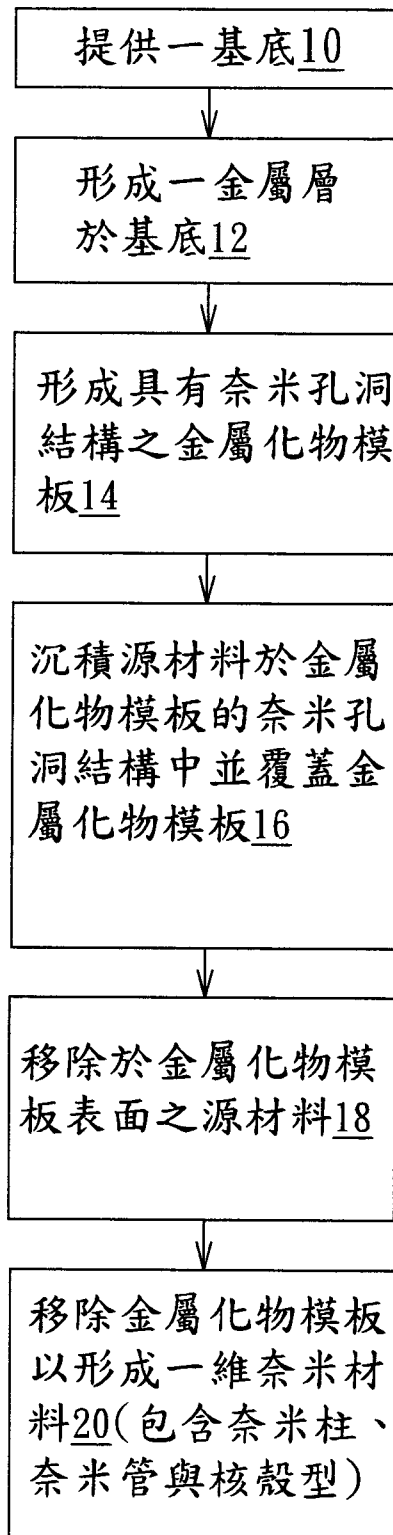 提供一基底10
形成一金屬層
於基底12
形成具有奈米孔洞
結構之金屬化物模
板14
沉積源材料於金屬
化物模板的奈米孔
洞結構中並覆蓋金
屬化物模板16
移除於金屬化物模
板表面之源材料18
移除金屬化物模板
以形成一維奈米材
料20(包含奈米柱、
奈米管與核殼型)